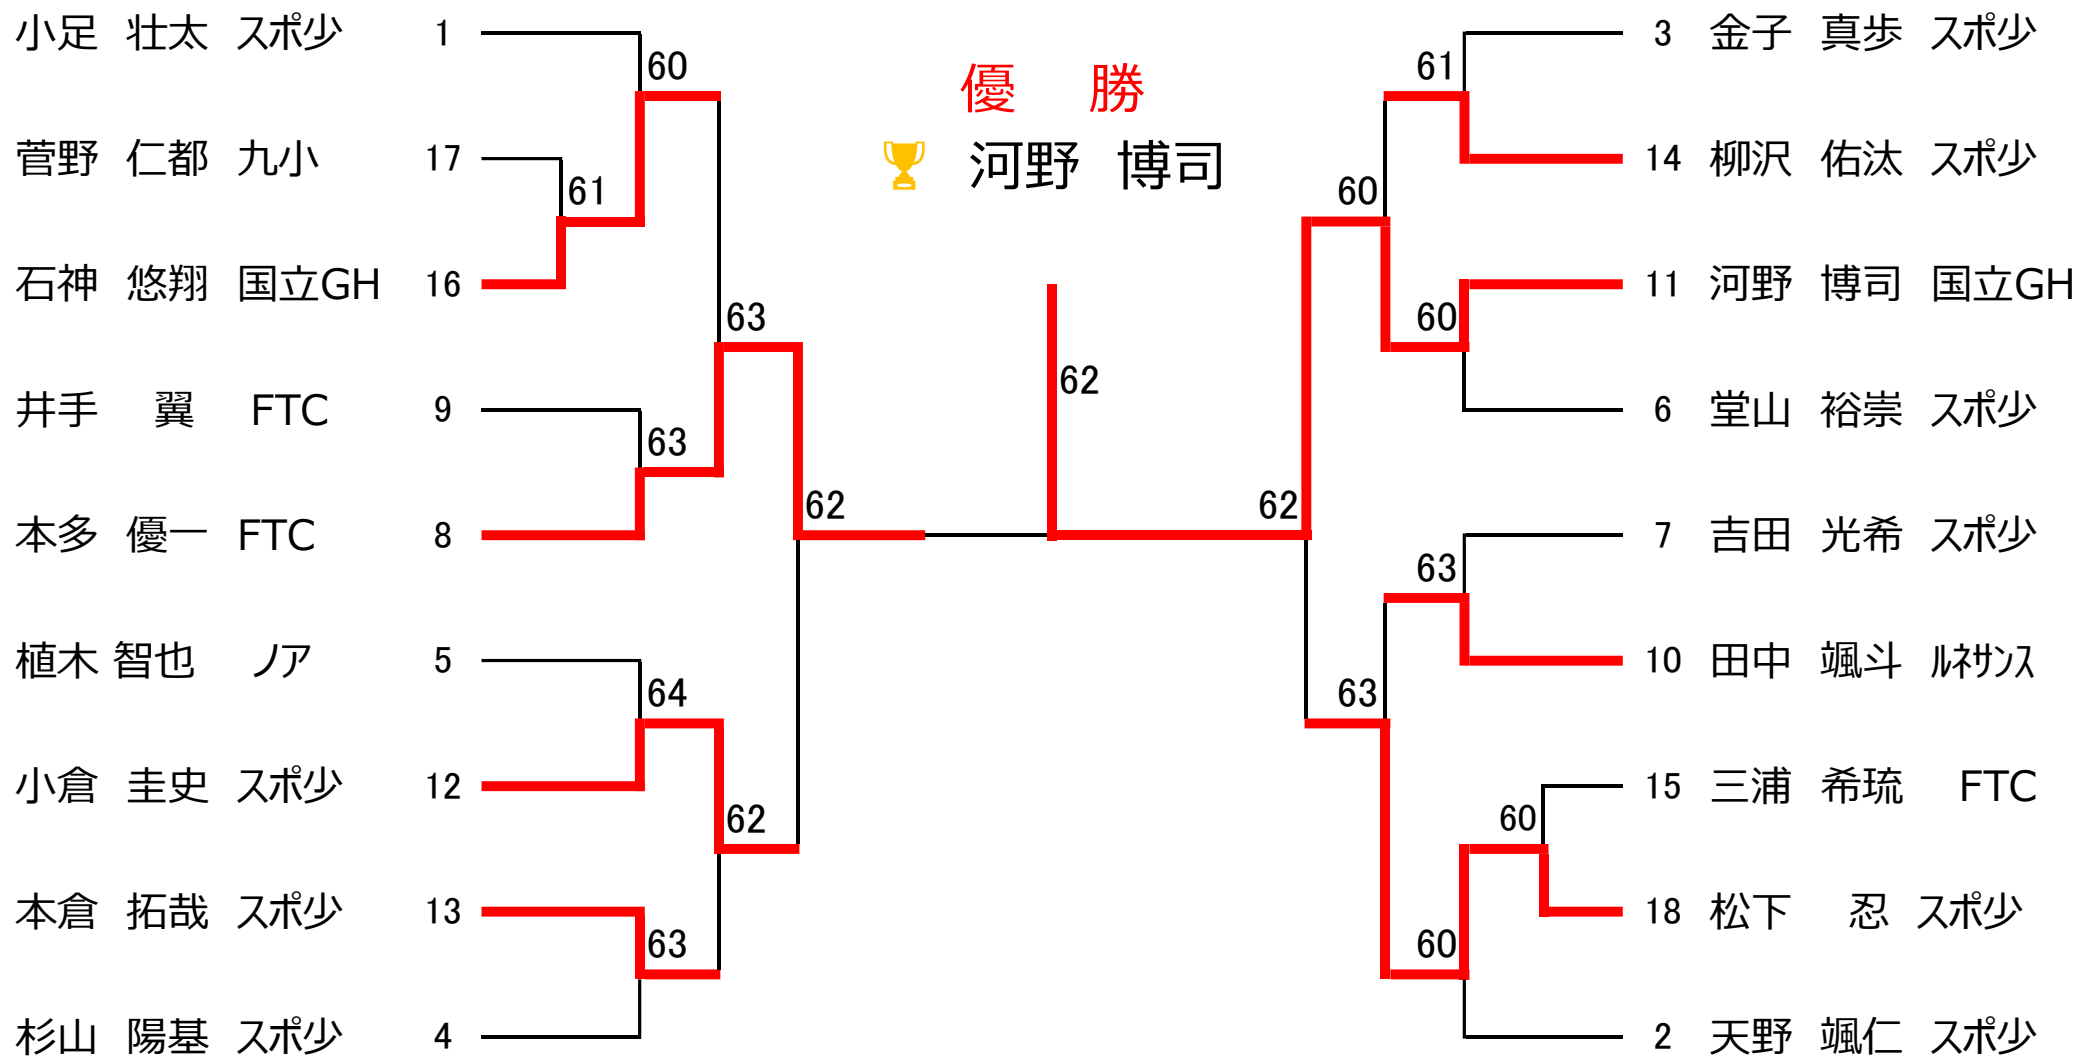 小足 壮太 スポ少 1
60
菅野 仁都 九小 17
61
石神 悠翔 国立GH 16
63
井手 翼 FTC 9
63
本多 優一 FTC 8
62
植木 智也 ノア 5
64
小倉 圭史 スポ少 12
62
本倉 拓哉 スポ少 13
63
杉山 陽基 スポ少 4
優 勝
河野 博司
62
3 金子 真歩 スポ少
61
14 柳沢 佑汰 スポ少
60
11 河野 博司 国立GH
60
6 堂山 裕崇 スポ少
62
7 吉田 光希 スポ少
63
10 田中 颯斗 ﾙﾈｻﾝｽ
63
15 三浦 希琉 FTC
60
18 松下 忍 スポ少
60
2 天野 颯仁 スポ少